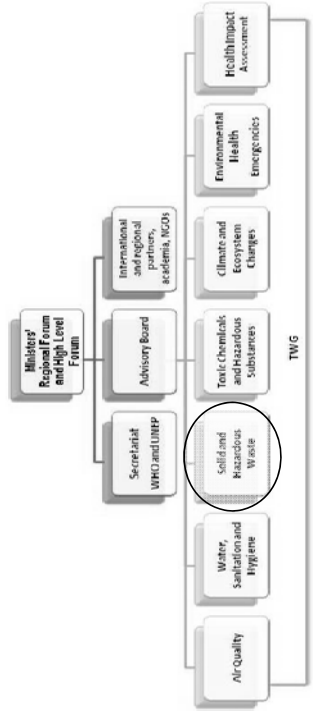 Ministers'
Regional Forum
and High Level
Forum
Secretariat
WHO and UNEP
Advisory Board
International
and regional
partners,
academia, NGOs
Air Quality
Water,
Sanitation and
Hygiene
Solid and
Hazardous
Waste
Toxic Chemicals
and Hazardous
Substances
Climate and
Ecosystem
Changes
Environmental
Health
Emergencies
Health Impact
Assessment
TWG